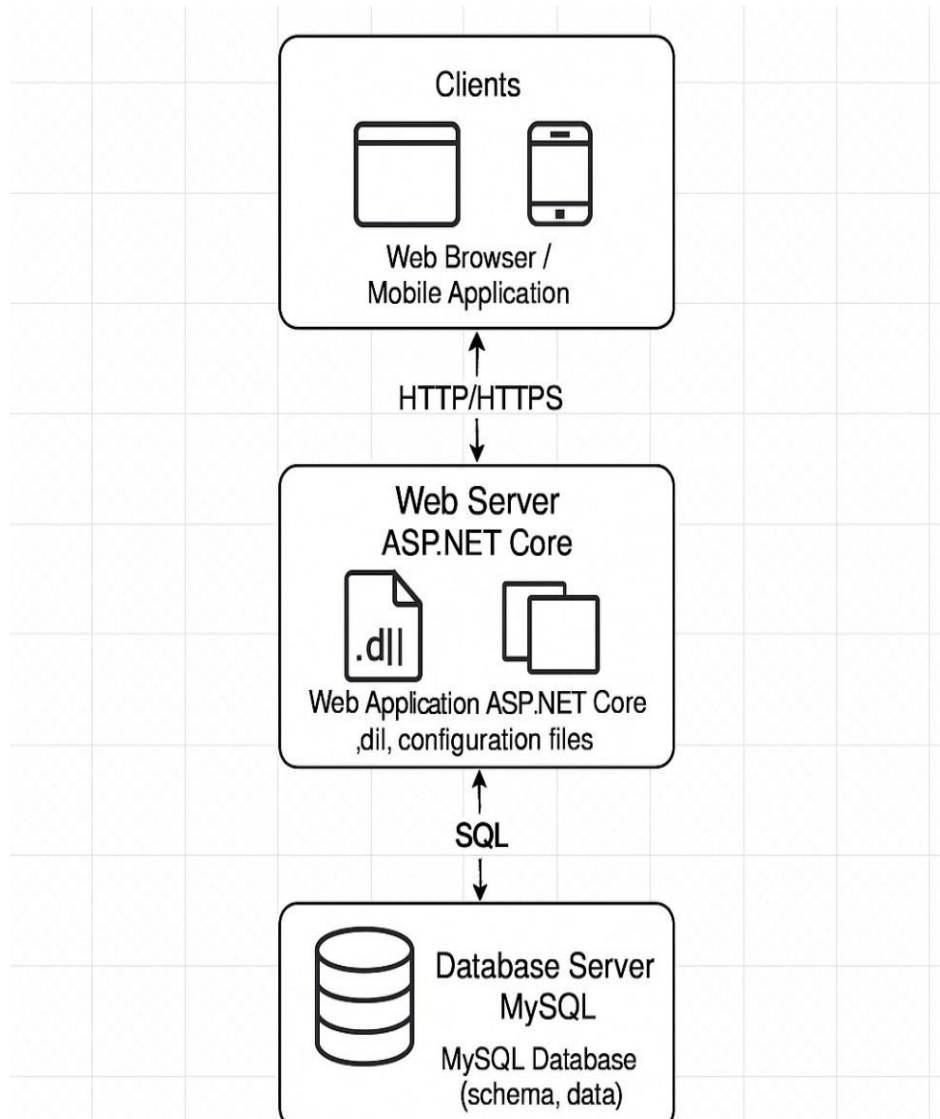 Clients
Web Browser /
Mobile Application
HTTP/HTTPS
Web Server
ASP.NET Core
.dll
Web Application ASP.NET Core
,dil, configuration files
SQL
Database Server
MySQL
MySQL Database
(schema, data)